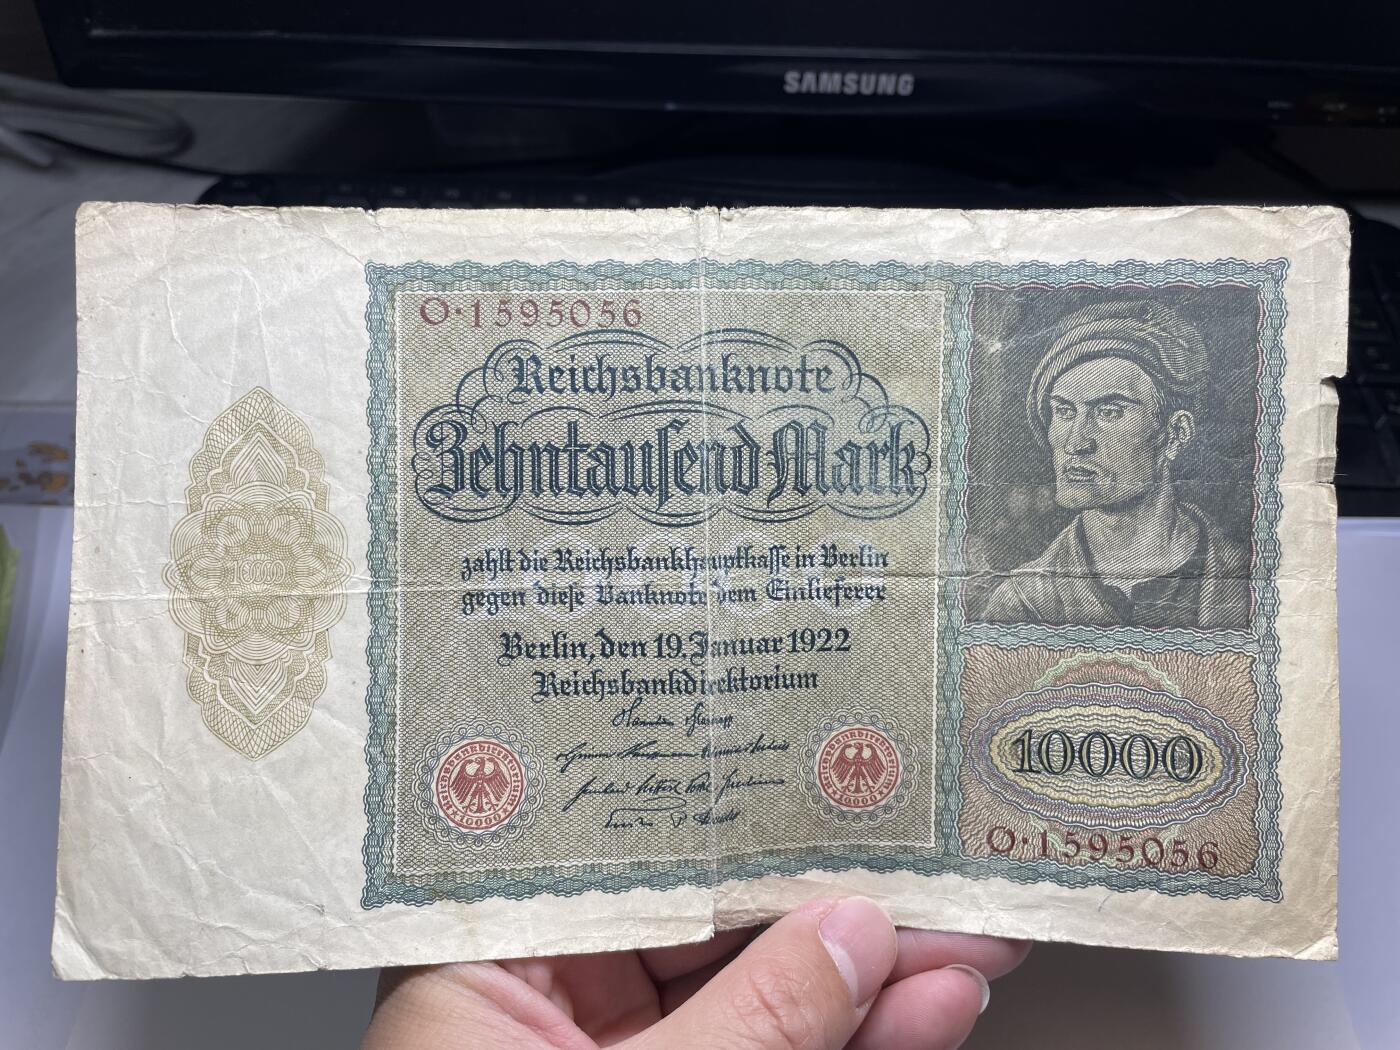 SAMSUNG
O·1595056
Reichsbanknote
Zehntauſend Mark
zahlt die Reichsbankhauptkaſſe in Berlin
gegen dieſe Banknote dem Einlieferer
Berlin, den 19. Januar 1922
Reichsbankdirektorium
10000
10000
O·1595056